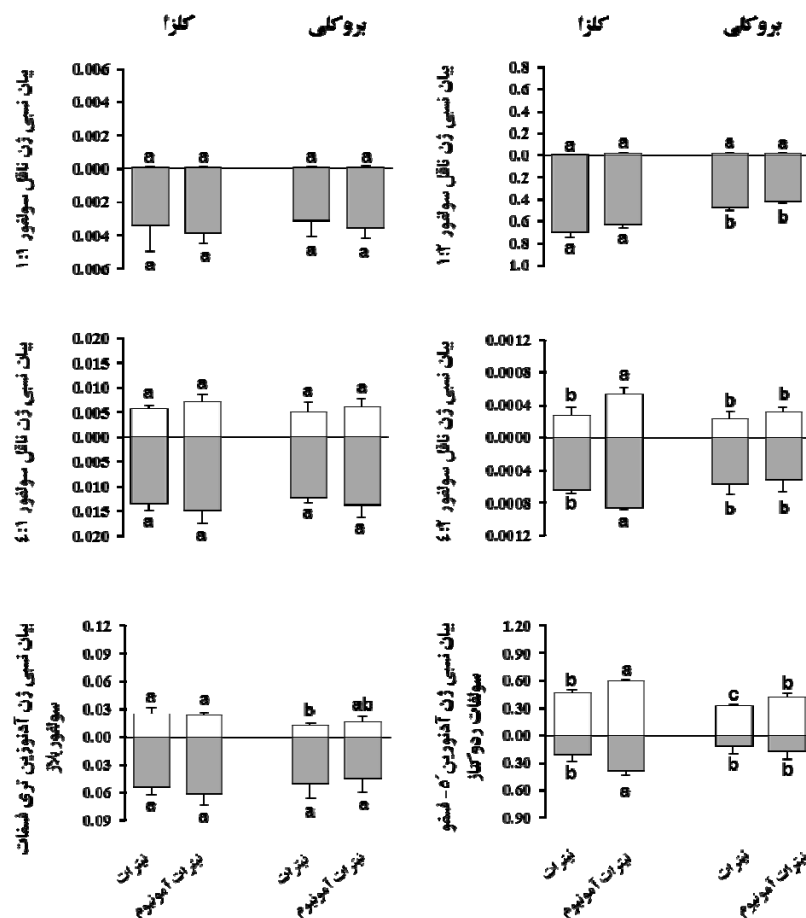 کلزا بروکلی کلزا بروکلی
بیان نسبی ژن ناقل سولفور ۱:۱
0.006
0.004
0.002
0.000
0.002
0.004
0.006
a a a a
a a a a
بیان نسبی ژن ناقل سولفور ۱:۲
0.8
0.6
0.4
0.2
0.0
0.2
0.4
0.6
0.8
1.0
a a a a
a a b b
بیان نسبی ژن ناقل سولفور ۴:۱
0.020
0.015
0.010
0.005
0.000
0.005
0.010
0.015
0.020
a a a a
a a a a
بیان نسبی ژن ناقل سولفور ۴:۲
0.0012
0.0008
0.0004
0.0000
0.0004
0.0008
0.0012
b a b b
b a b b
بیان نسبی ژن آدنوزین تری فسفات
سولفوریلاز
0.12
0.09
0.06
0.03
0.00
0.03
0.06
0.09
a a b ab
a a a a
نیترات
نیترات آمونیوم
نیترات
نیترات آمونیوم
بیان نسبی ژن آدنورین ۵َ- فسفو
سولفات ردوکتاز
1.20
0.90
0.60
0.30
0.00
0.30
0.60
0.90
b a c b
b a b b
نیترات
نیترات آمونیوم
نیترات
نیترات آمونیوم